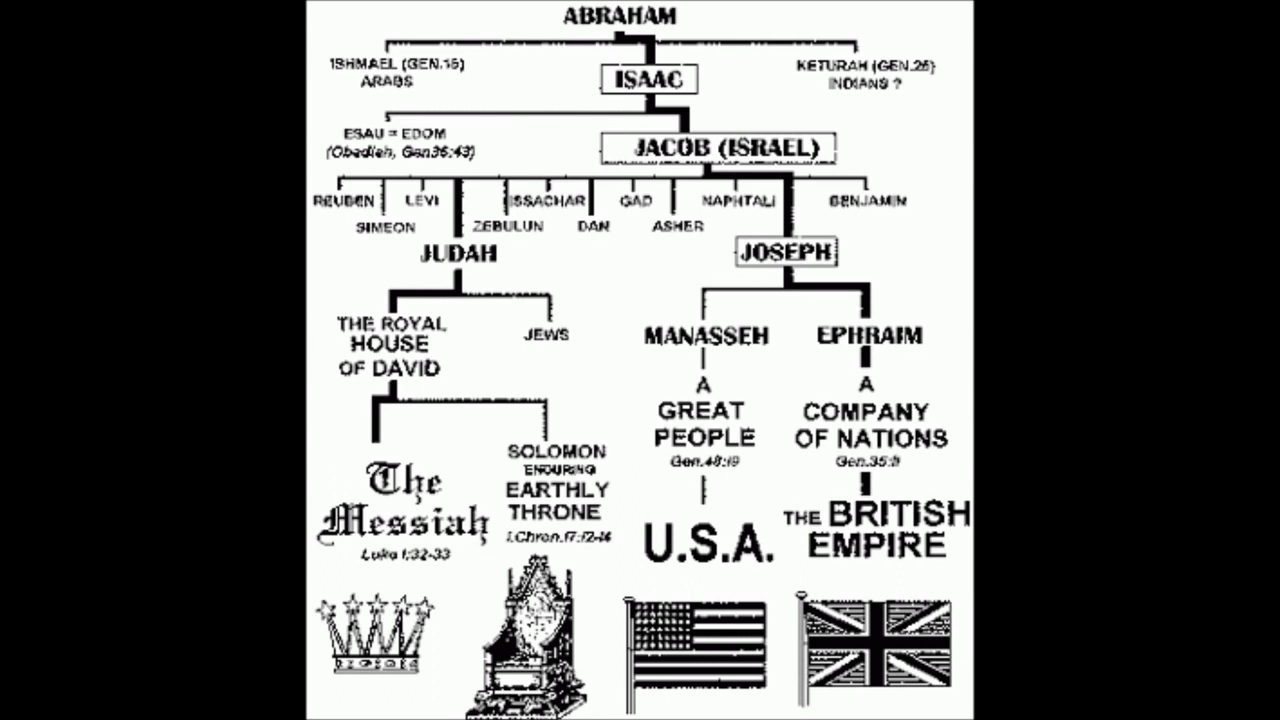 ABRAHAM
ISHMAEL (GEN.16)
ARABS
KETURAH (GEN.25)
INDIANS ?
ISAAC
ESAU = EDOM
(Obadiah, Gen36:43)
JACOB (ISRAEL)
REUBEN
LEVI
ISSACHAR
GAD
NAPHTALI
BENJAMIN
SIMEON
ZEBULUN
DAN
ASHER
JUDAH
JOSEPH
THE ROYAL
HOUSE
OF DAVID
JEWS
MANASSEH
EPHRAIM
A
GREAT
PEOPLE
Gen.48:19
A
COMPANY
OF NATIONS
Gen.35:11
The
Messiah
Luke 1:32-33
SOLOMON
ENDURING
EARTHLY
THRONE
1.Chron.17:12-14
U.S.A.
THE BRITISH
EMPIRE